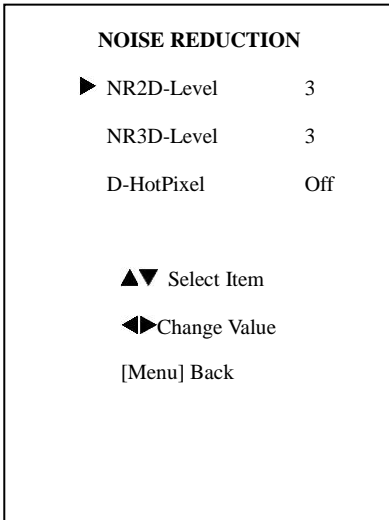 NOISE REDUCTION
▶ NR2D-Level 3
NR3D-Level 3
D-HotPixel Off
▲▼ Select Item
◀▶Change Value
[Menu] Back